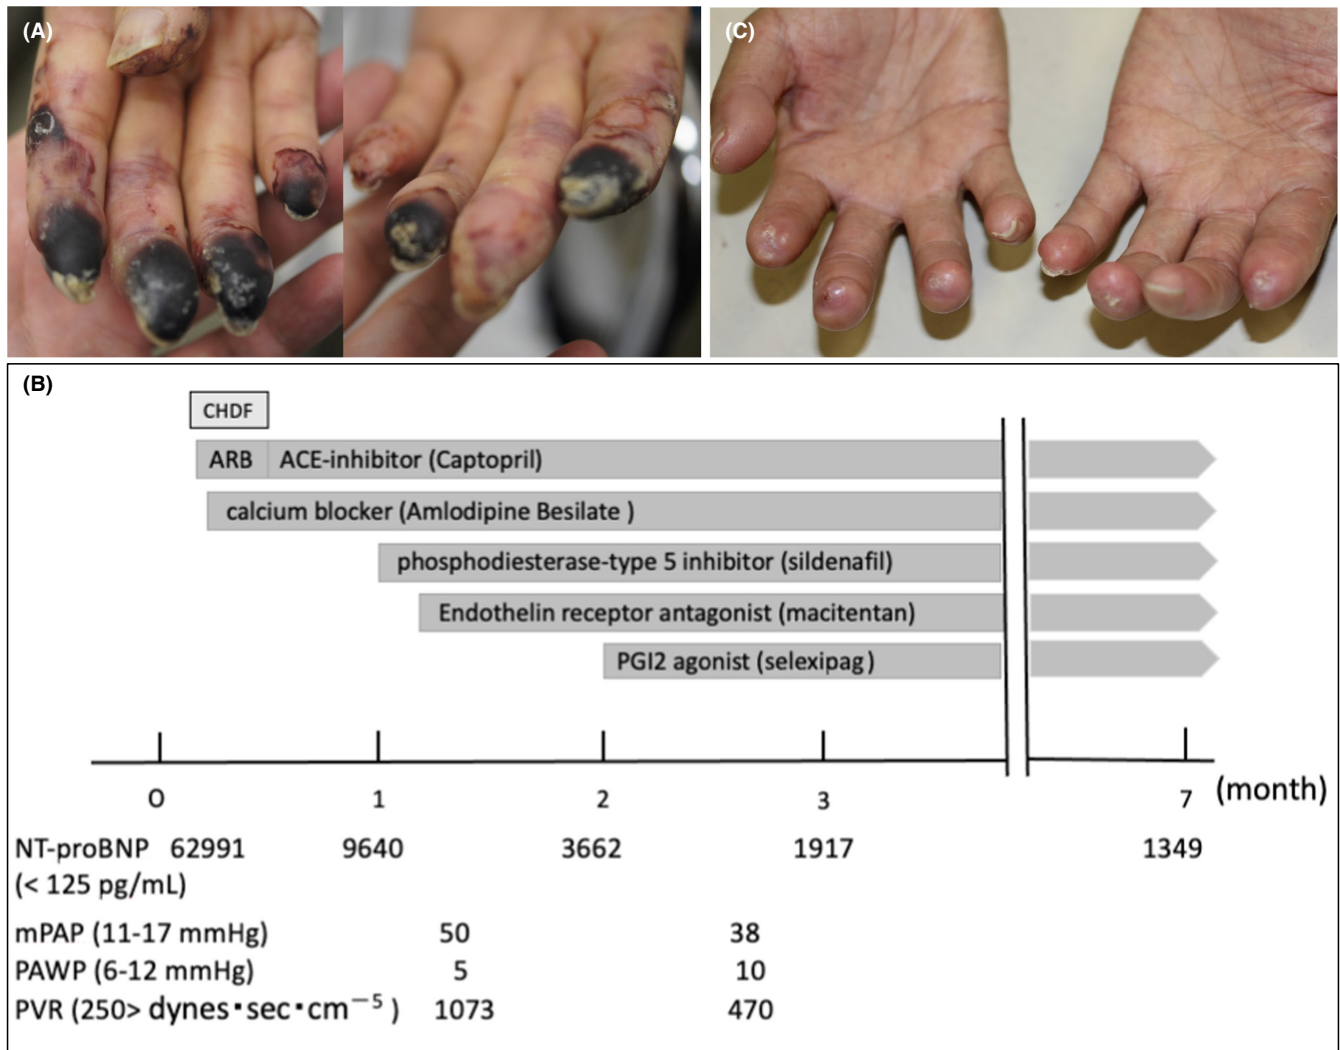 (A)
(C)
(B)
CHDF
ARB ACE-inhibitor (Captopril)
calcium blocker (Amlodipine Besilate )
phosphodiesterase-type 5 inhibitor (sildenafil)
Endothelin receptor antagonist (macitentan)
PGI2 agonist (selexipag)
0 1 2 3 7 (month)
NT-proBNP 62991 9640 3662 1917 1349
(< 125 pg/mL)
mPAP (11-17 mmHg) 50 38
PAWP (6-12 mmHg) 5 10
PVR (250> dynes･sec･cm⁻⁵ ) 1073 470